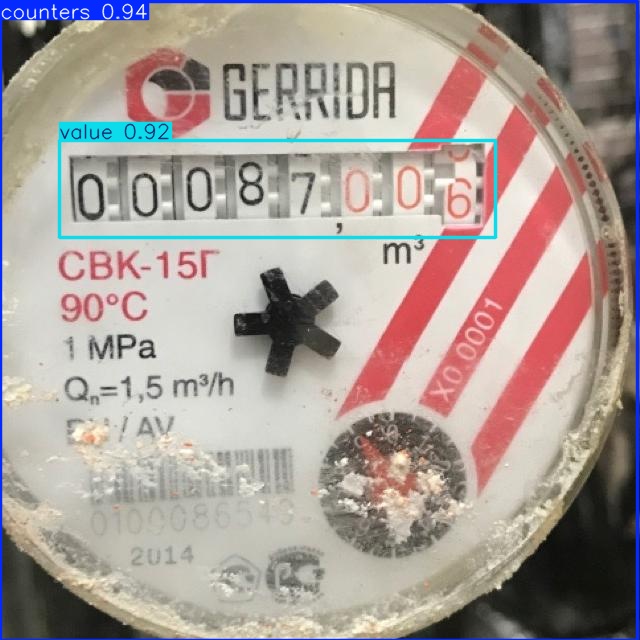 counters 0.94
GERRIDA
value 0.92
00087,006
m³
СВК-15Г
90°C
1 MPa
Qn=1,5 m³/h
X0,0001
/ AV
2014